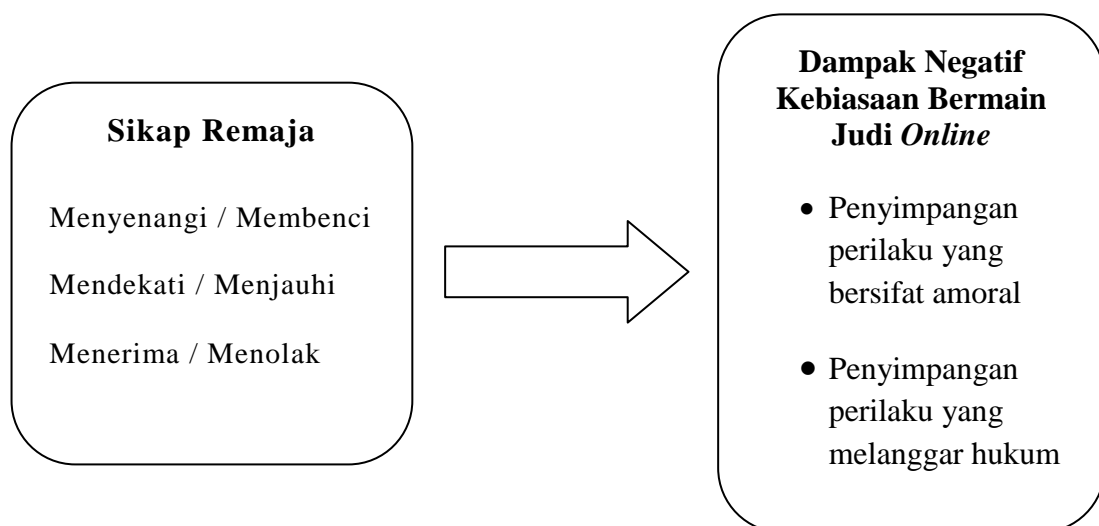 Sikap Remaja
Menyenangi / Membenci
Mendekati / Menjauhi
Menerima / Menolak
Dampak Negatif
Kebiasaan Bermain
Judi Online
• Penyimpangan
perilaku yang
bersifat amoral
• Penyimpangan
perilaku yang
melanggar hukum